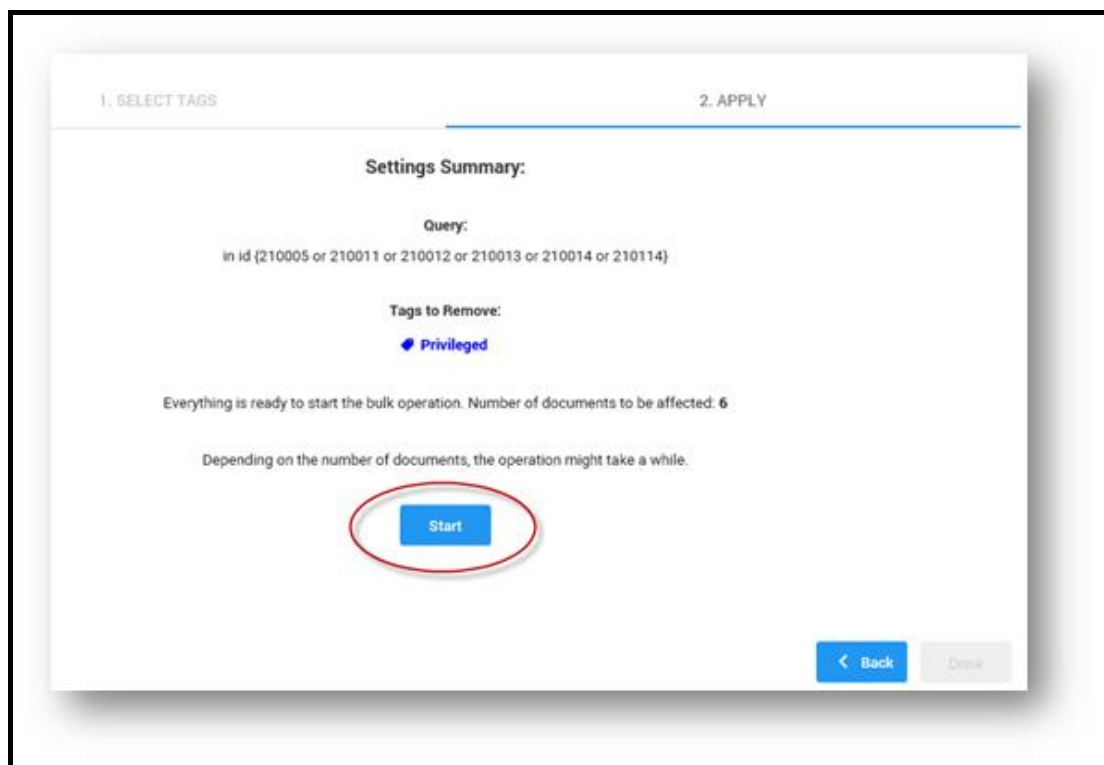 1. SELECT TAGS
2. APPLY
Settings Summary:
Query:
in id {210005 or 210011 or 210012 or 210013 or 210014 or 210114}
Tags to Remove:
Privileged
Everything is ready to start the bulk operation. Number of documents to be affected: 6
Depending on the number of documents, the operation might take a while.
Start
Back
Done